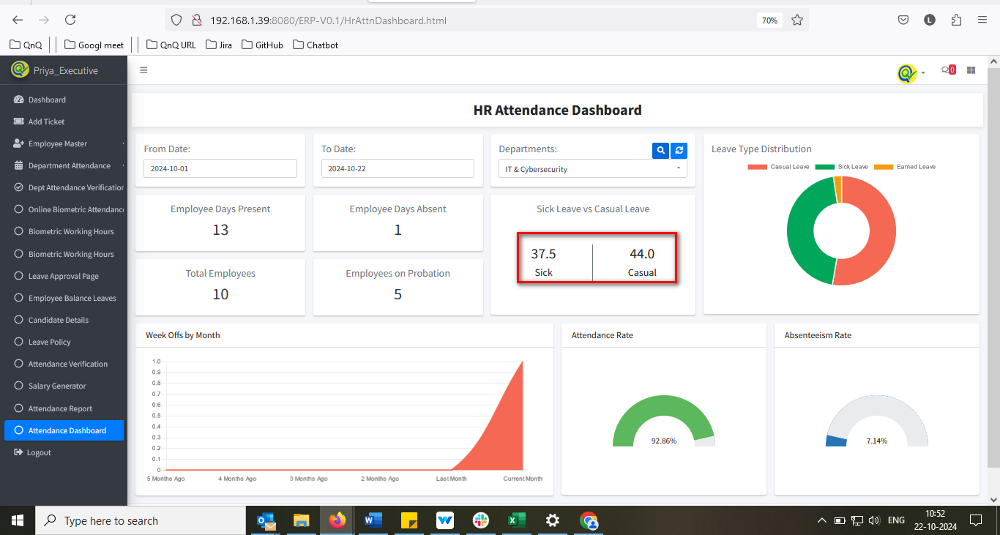 192.168.1.39:8080/ERP-V0.1/HrAttnDashboard.html
70%
L
QnQ
Googl meet
QnQ URL
Jira
GitHub
Chatbot
Priya_Executive
0
Dashboard
Add Ticket
Employee Master
Department Attendance
Dept Attendance Verification
Online Biometric Attendanc
Biometric Working Hours
Biometric Working Hours
Leave Approval Page
Employee Balance Leaves
Candidate Details
Leave Policy
Attendance Verification
Salary Generator
Attendance Report
Attendance Dashboard
Logout
HR Attendance Dashboard
From Date:
2024-10-01
To Date:
2024-10-22
Departments:
IT & Cybersecurity
Employee Days Present
13
Employee Days Absent
1
Total Employees
10
Employees on Probation
5
Sick Leave vs Casual Leave
37.5 44.0
Sick Casual
Leave Type Distribution
Casual Leave Sick Leave Earned Leave
Week Offs by Month
1.0
0.9
0.8
0.7
0.6
0.5
0.4
0.3
0.2
0.1
0
5 Months Ago 4 Months Ago 3 Months Ago 2 Months Ago Last Month Current Month
Attendance Rate
92.86%
Absenteeism Rate
7.14%
Type here to search
ENG
10:52
22-10-2024